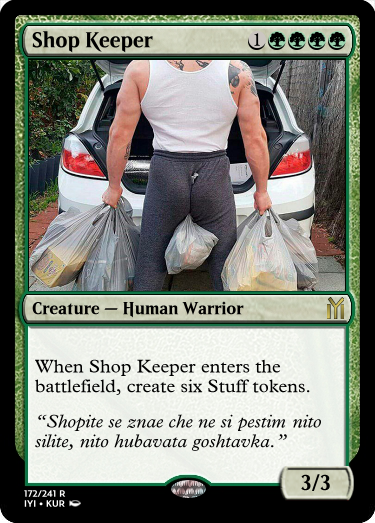 Shop Keeper 1
Creature — Human Warrior
When Shop Keeper enters the
battlefield, create six Stuff tokens.
“Shopite se znae che ne si pestim nito
silite, nito hubavata goshtavka.”
3/3
172/241 R
IYI • KUR